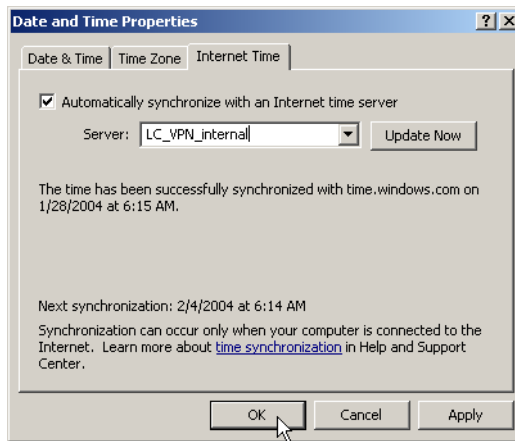 Date and Time Properties
Date & Time Time Zone Internet Time
Automatically synchronize with an Internet time server
Server: LC_VPN_internal Update Now
The time has been successfully synchronized with time.windows.com on
1/28/2004 at 6:15 AM.
Next synchronization: 2/4/2004 at 6:14 AM
Synchronization can occur only when your computer is connected to the
Internet. Learn more about time synchronization in Help and Support
Center.
OK Cancel Apply